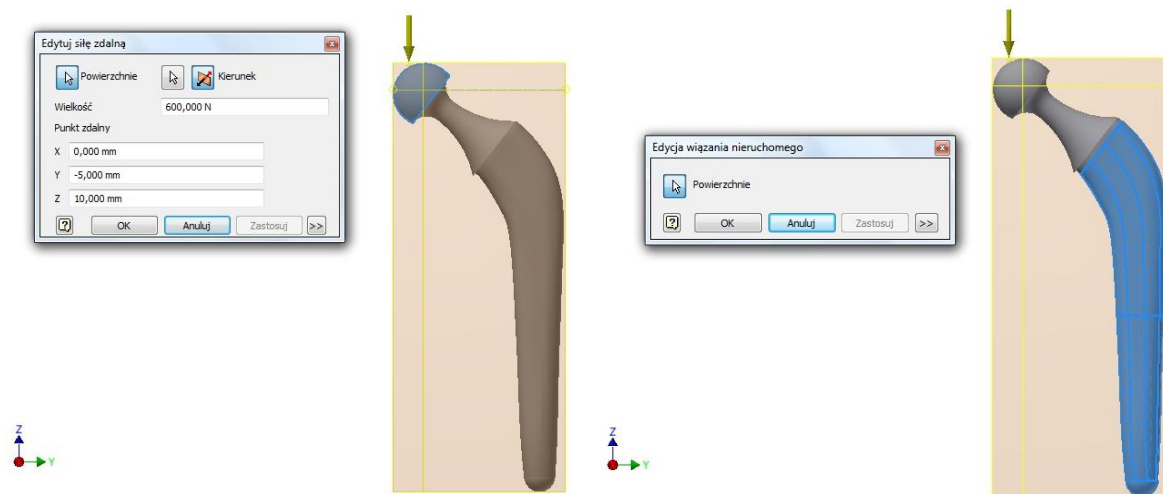 Edytuj siłę zdalną
Powierzchnie Kierunek
Wielkość 600,000 N
Punkt zdalny
X 0,000 mm
Y -5,000 mm
Z 10,000 mm
OK Anuluj Zastosuj >>
Z
Y
Edycja wiązania nieruchomego
Powierzchnie
OK Anuluj Zastosuj >>
Z
Y